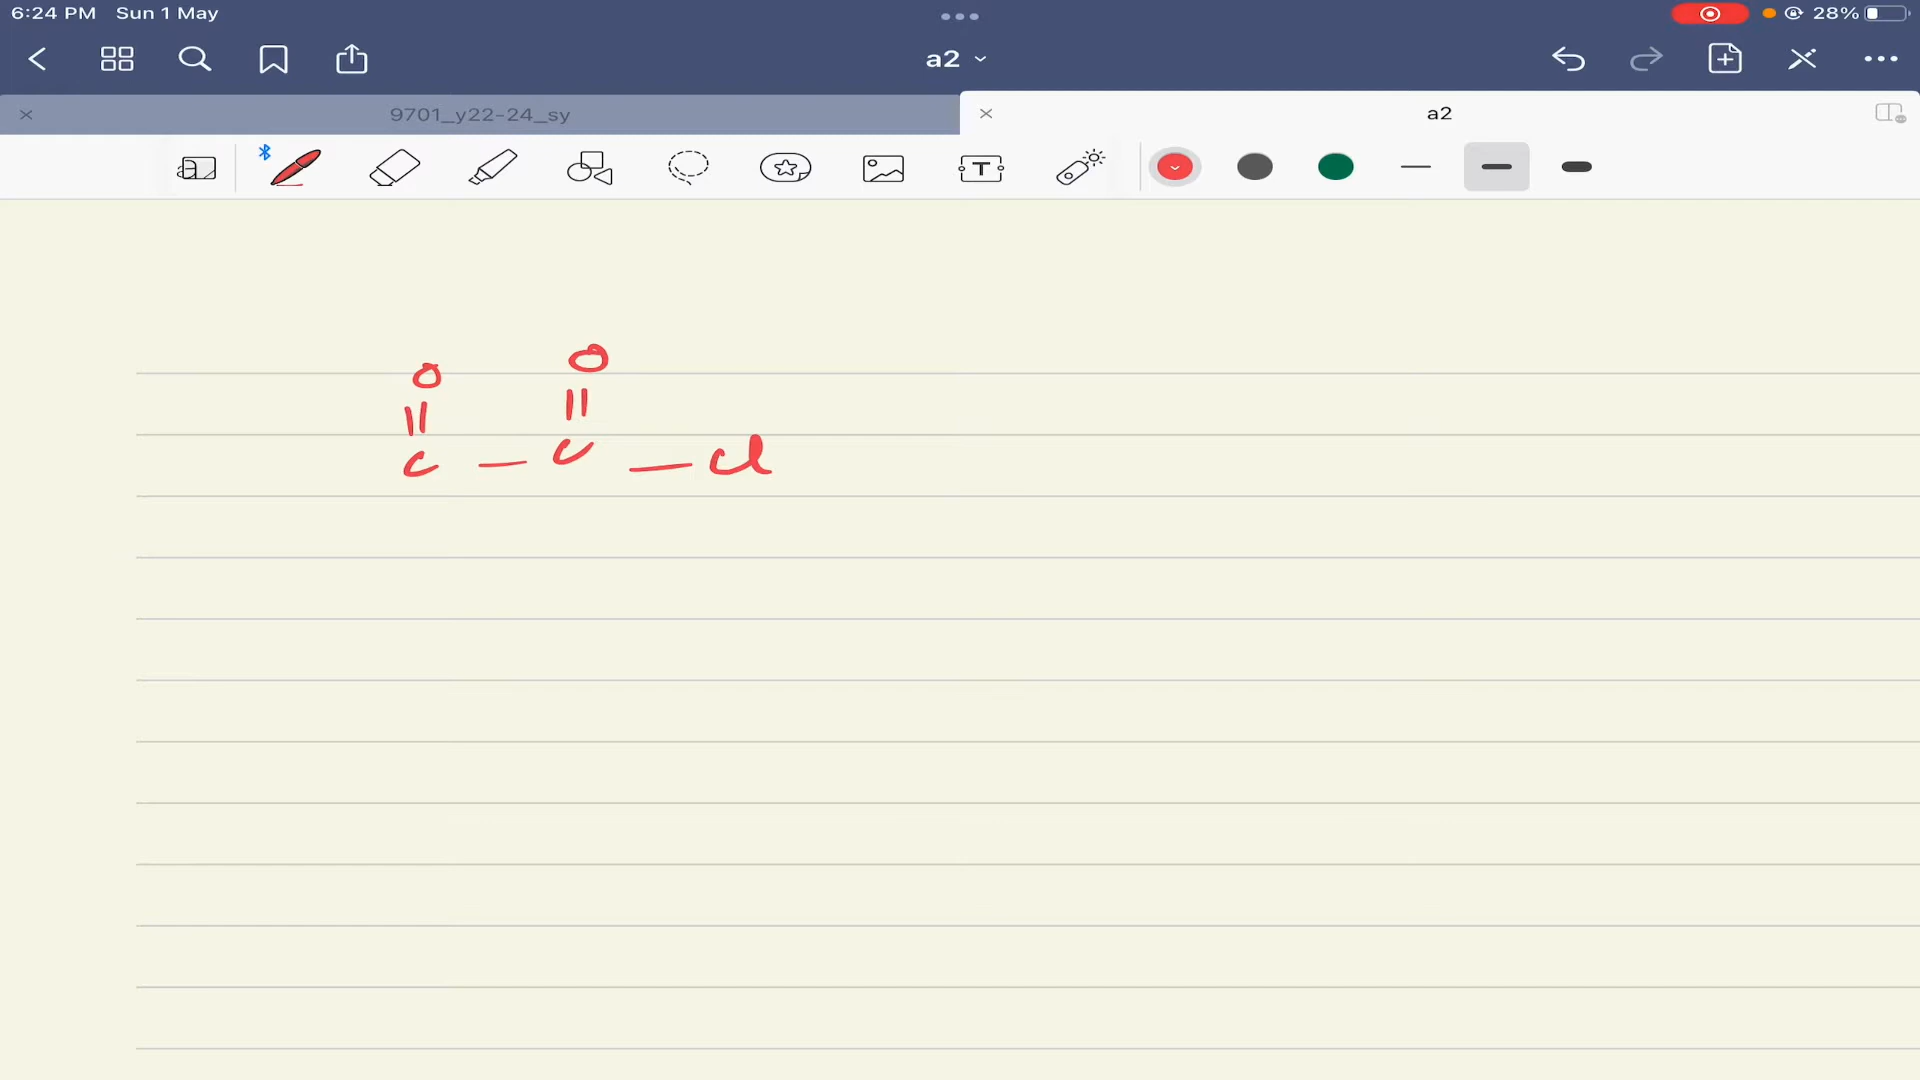 6:24 PM Sun 1 May
28%
a2
9701_y22-24_sy
a2
T
O O
|| ||
C — C — Cl